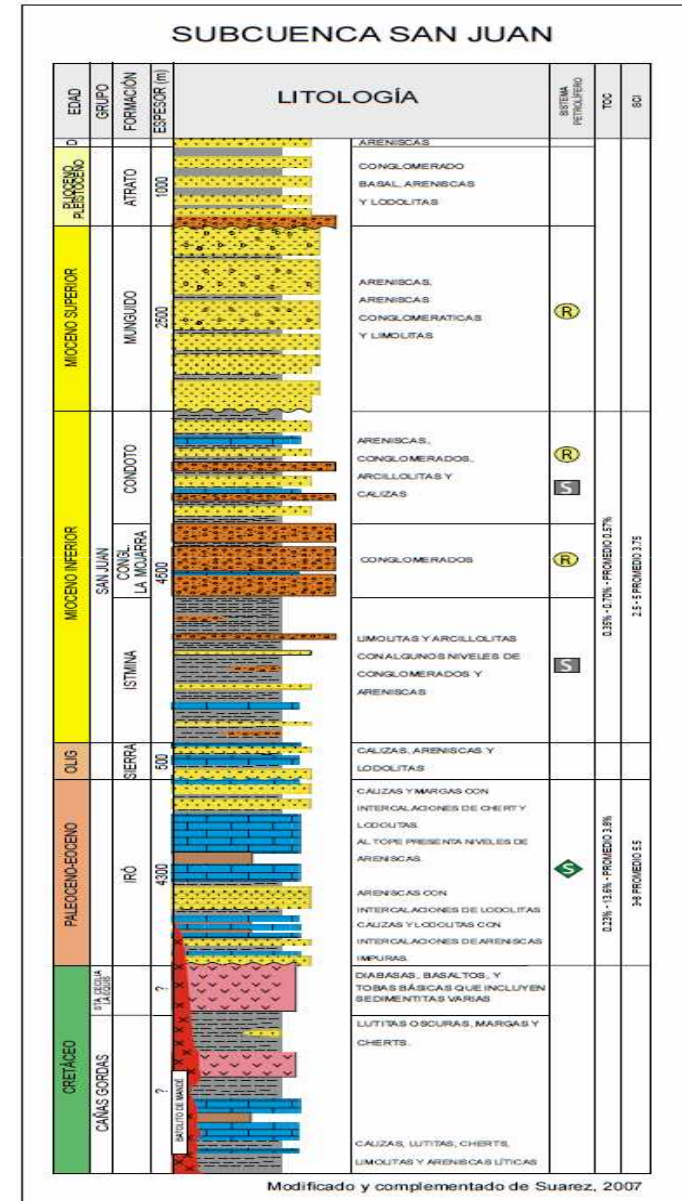 SUBCUENCA SAN JUAN
EDAD
GRUPO
FORMACIÓN
ESPESOR (m)
LITOLOGÍA
SISTEMA
PETROLÍFERO
TOC
SCI
Q
ARENISCAS
PLIOCENO
PLEISTOCENO
ATRATO
1000
CONGLOMERADO
BASAL, ARENISCAS
Y LODOLITAS
MIOCENO SUPERIOR
MUNGUIDO
2500
ARENISCAS,
ARENISCAS
CONGLOMERATICAS
Y LIMOLITAS
R
MIOCENO INFERIOR
SAN JUAN
CONDOTO
4600
ARENISCAS,
CONGLOMERADOS,
ARCILLOLITAS Y
CALIZAS
R
S
CONGL.
LA MOJARRA
CONGLOMERADOS
R
ISTMINA
LIMOLITAS Y ARCILLOLITAS
CON ALGUNOS NIVELES DE
CONGLOMERADOS Y
ARENISCAS
S
0.35% - 0.70% - PROMEDIO 0.57%
2.5 - 5 PROMEDIO 3.75
OLIG
SIERRA
500
CALIZAS, ARENISCAS Y
LODOLITAS
PALEOCENO-EOCENO
IRÓ
4300
CALIZAS Y MARGAS CON
INTERCALACIONES DE CHERT Y
LODOLITAS.
AL TOPE PRESENTA NIVELES DE
ARENISCAS.
ARENISCAS CON
INTERCALACIONES DE LODOLITAS
CALIZAS Y LODOLITAS CON
INTERCALACIONES DE ARENISCAS
IMPURAS.
S
0.23% - 13.6% - PROMEDIO 3.8%
3-8 PROMEDIO 5.5
CRETÁCEO
STA. CECILIA
LA EQUIS
?
DIABASAS, BASALTOS, Y
TOBAS BÁSICAS QUE INCLUYEN
SEDIMENTITAS VARIAS
CAÑAS GORDAS
?
BATOLITO DE MANDÉ
LUTITAS OSCURAS, MARGAS Y
CHERTS.
CALIZAS, LUTITAS, CHERTS,
LIMOLITAS Y ARENISCAS LÍTICAS
Modificado y complementado de Suarez, 2007